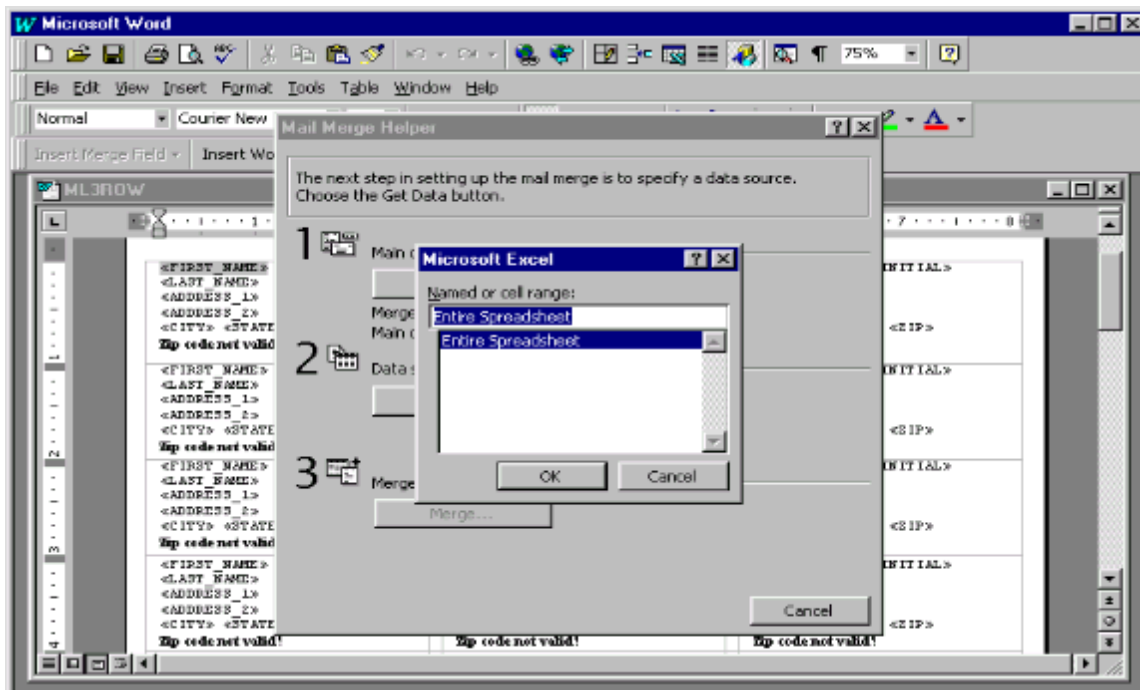 Microsoft Word
75%
File Edit View Insert Format Tools Table Window Help
Normal Courier New
Insert Merge Field Insert Wo
Mail Merge Helper
The next step in setting up the mail merge is to specify a data source.
Choose the Get Data button.
1 Main
Merge
Main
2 Data
3 Merge
Merge...
Cancel
Microsoft Excel
Named or cell range:
Entire Spreadsheet
Entire Spreadsheet
OK Cancel
ML3ROW
«FIRST_NAME» INITIAL»
«LAST_NAME»
«ADDRESS_1»
«ADDRESS_2»
«CITY» «STATE «ZIP»
Zip code not valid
«FIRST_NAME» INITIAL»
«LAST_NAME»
«ADDRESS_1»
«ADDRESS_2»
«CITY» «STATE «ZIP»
Zip code not valid
«FIRST_NAME» INITIAL»
«LAST_NAME»
«ADDRESS_1»
«ADDRESS_2»
«CITY» «STATE «ZIP»
Zip code not valid
«FIRST_NAME» INITIAL»
«LAST_NAME»
«ADDRESS_1»
«ADDRESS_2»
«CITY» «STATE «ZIP»
Zip code not valid! Zip code not valid! Zip code not valid!